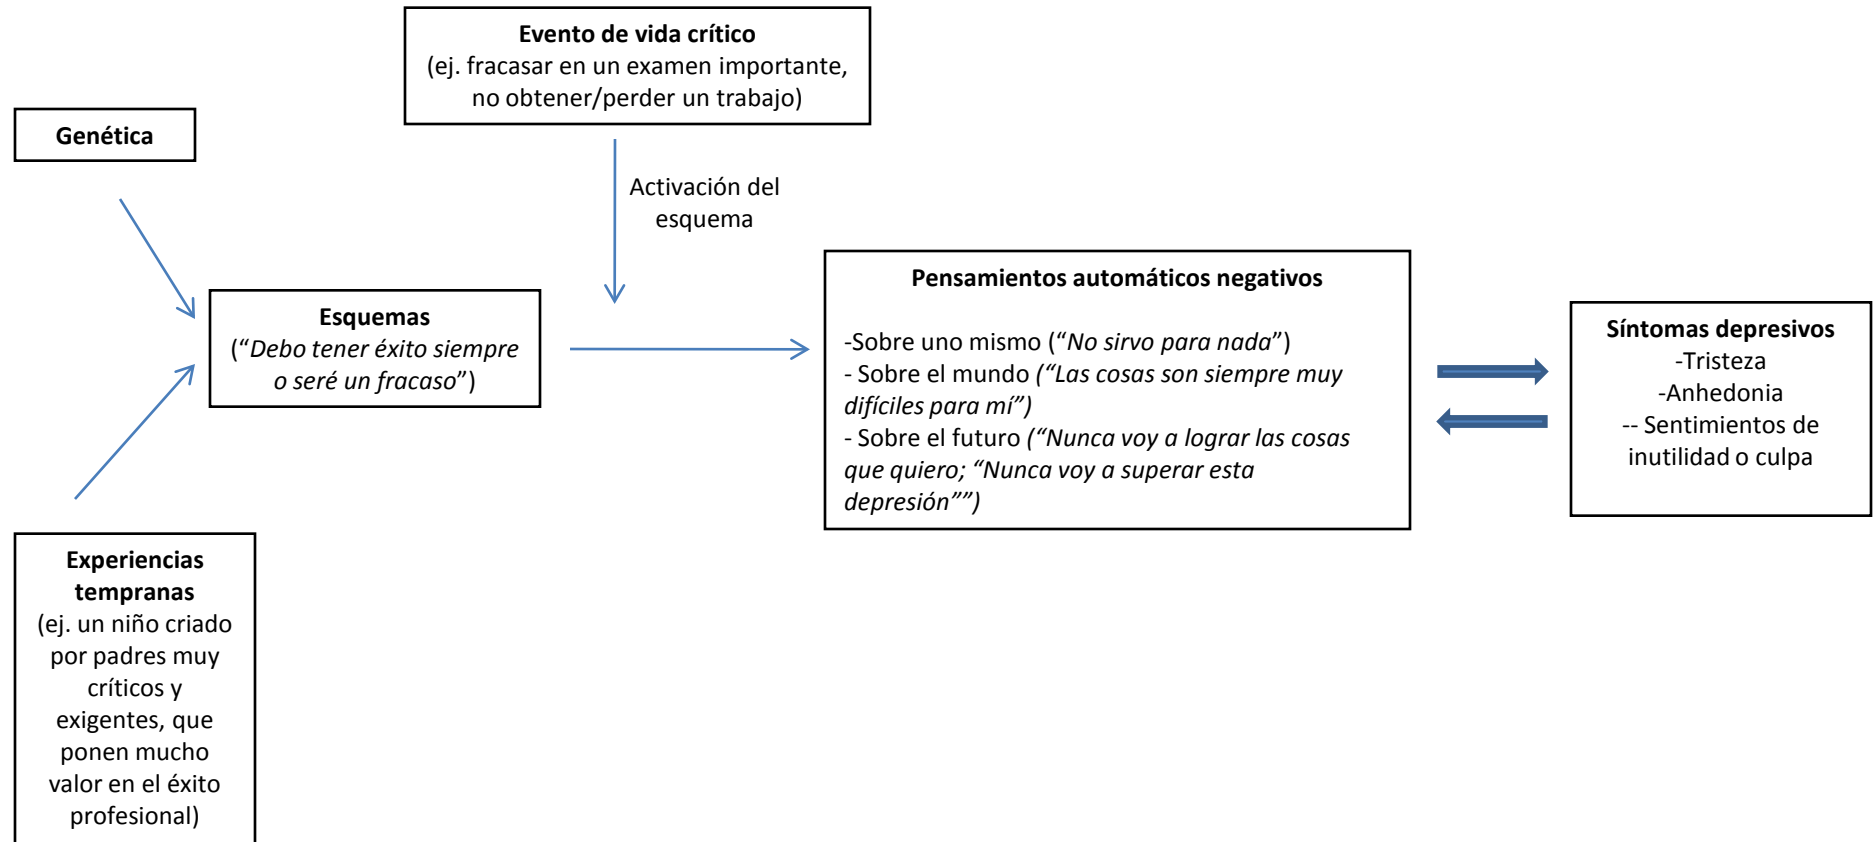 Evento de vida crítico
(ej. fracasar en un examen importante,
no obtener/perder un trabajo)
Genética
Activación del
esquema
Esquemas
(“Debo tener éxito siempre
o seré un fracaso”)
Pensamientos automáticos negativos
-Sobre uno mismo (“No sirvo para nada”)
- Sobre el mundo (“Las cosas son siempre muy
difíciles para mí”)
- Sobre el futuro (“Nunca voy a lograr las cosas
que quiero; “Nunca voy a superar esta
depresión””)
Síntomas depresivos
-Tristeza
-Anhedonia
-- Sentimientos de
inutilidad o culpa
Experiencias
tempranas
(ej. un niño criado
por padres muy
críticos y
exigentes, que
ponen mucho
valor en el éxito
profesional)